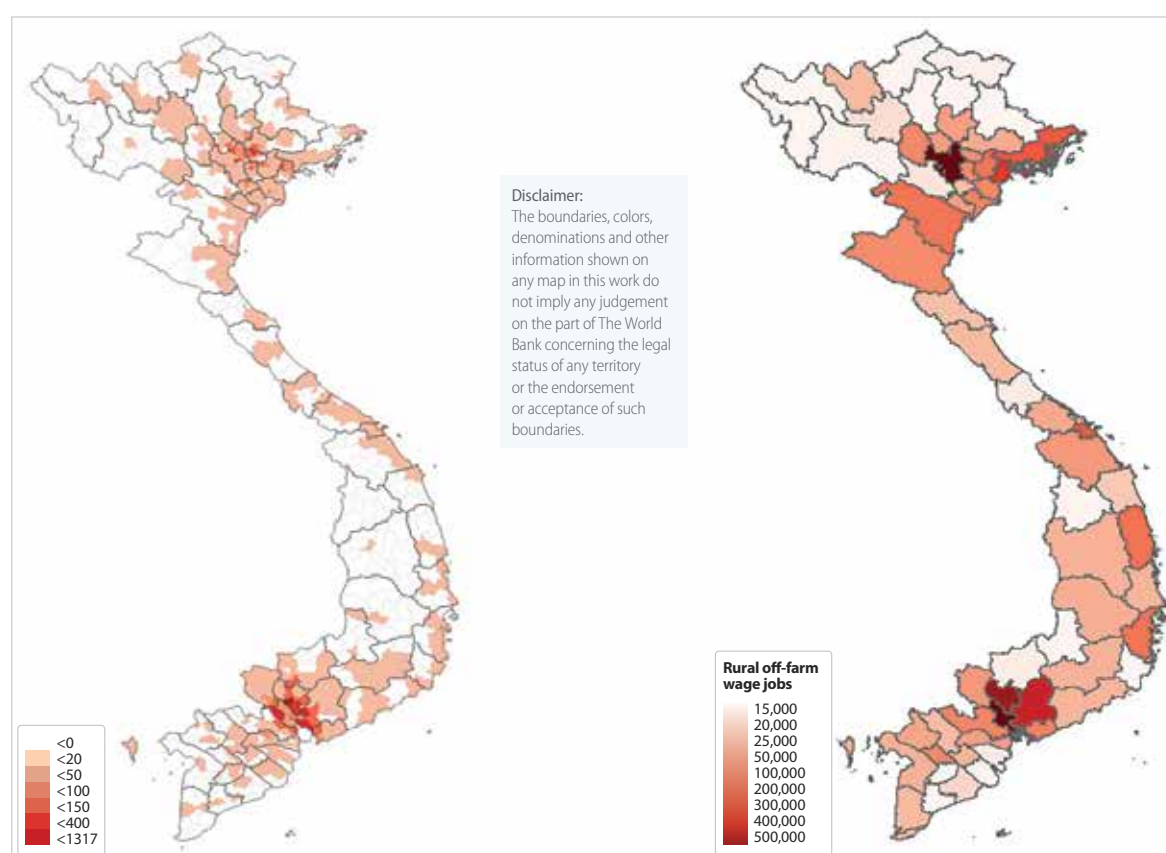 Disclaimer:
The boundaries, colors,
denominations and other
information shown on
any map in this work do
not imply any judgement
on the part of The World
Bank concerning the legal
status of any territory
or the endorsement
or acceptance of such
boundaries.
<0
<20
<50
<100
<150
<400
<1317
Rural off-farm
wage jobs
15,000
20,000
25,000
50,000
100,000
200,000
400,000
500,000